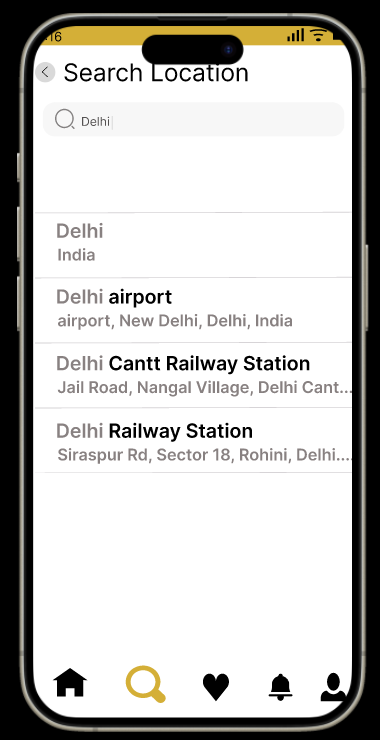 :16
Search Location
Delhi
Delhi
India
Delhi airport
airport, New Delhi, Delhi, India
Delhi Cantt Railway Station
Jail Road, Nangal Village, Delhi Cant...
Delhi Railway Station
Siraspur Rd, Sector 18, Rohini, Delhi....